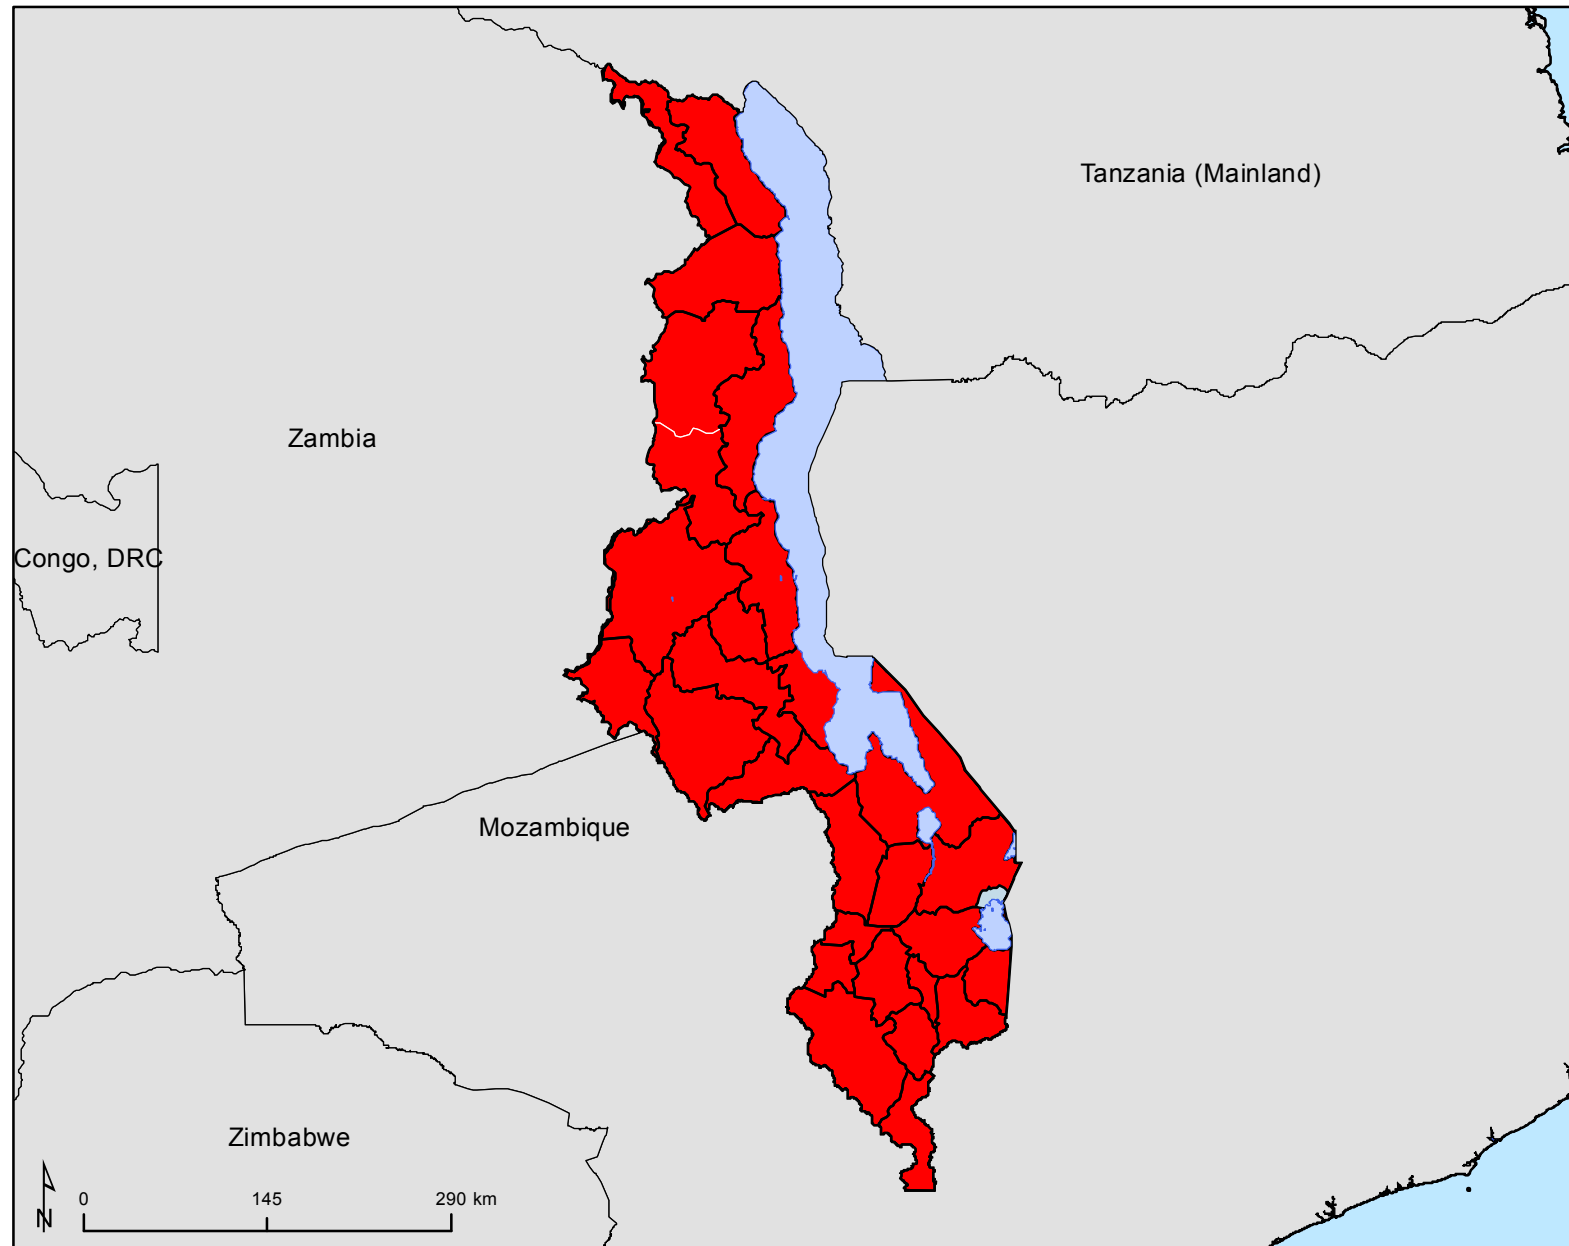 Tanzania (Mainland)
Zambia
Congo, DRC
Mozambique
Zimbabwe
N
0 145 290 km